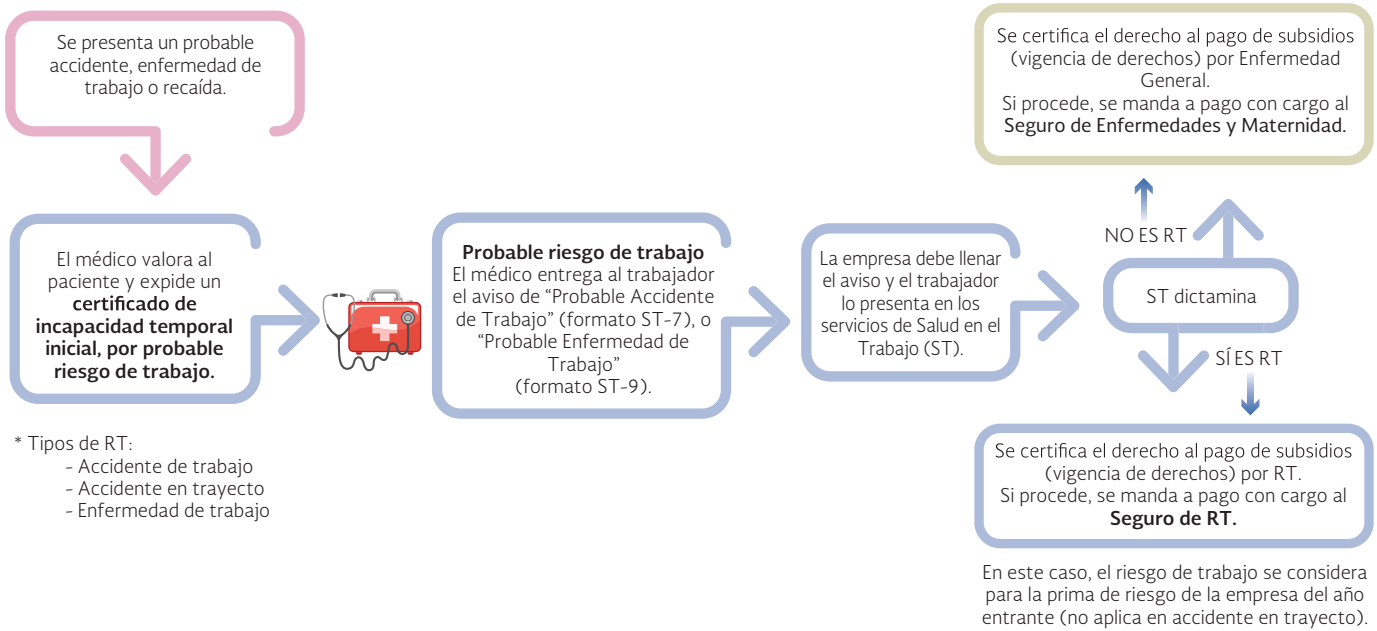 Se presenta un probable
accidente, enfermedad de
trabajo o recaída.
El médico valora al
paciente y expide un
certificado de
incapacidad temporal
inicial, por probable
riesgo de trabajo.
* Tipos de RT:
- Accidente de trabajo
- Accidente en trayecto
- Enfermedad de trabajo
Probable riesgo de trabajo
El médico entrega al trabajador
el aviso de “Probable Accidente
de Trabajo” (formato ST-7), o
“Probable Enfermedad de
Trabajo”
(formato ST-9).
La empresa debe llenar
el aviso y el trabajador
lo presenta en los
servicios de Salud en el
Trabajo (ST).
ST dictamina
NO ES RT
Se certifica el derecho al pago de subsidios
(vigencia de derechos) por Enfermedad
General.
Si procede, se manda a pago con cargo al
Seguro de Enfermedades y Maternidad.
SÍ ES RT
Se certifica el derecho al pago de subsidios
(vigencia de derechos) por RT.
Si procede, se manda a pago con cargo al
Seguro de RT.
En este caso, el riesgo de trabajo se considera
para la prima de riesgo de la empresa del año
entrante (no aplica en accidente en trayecto).